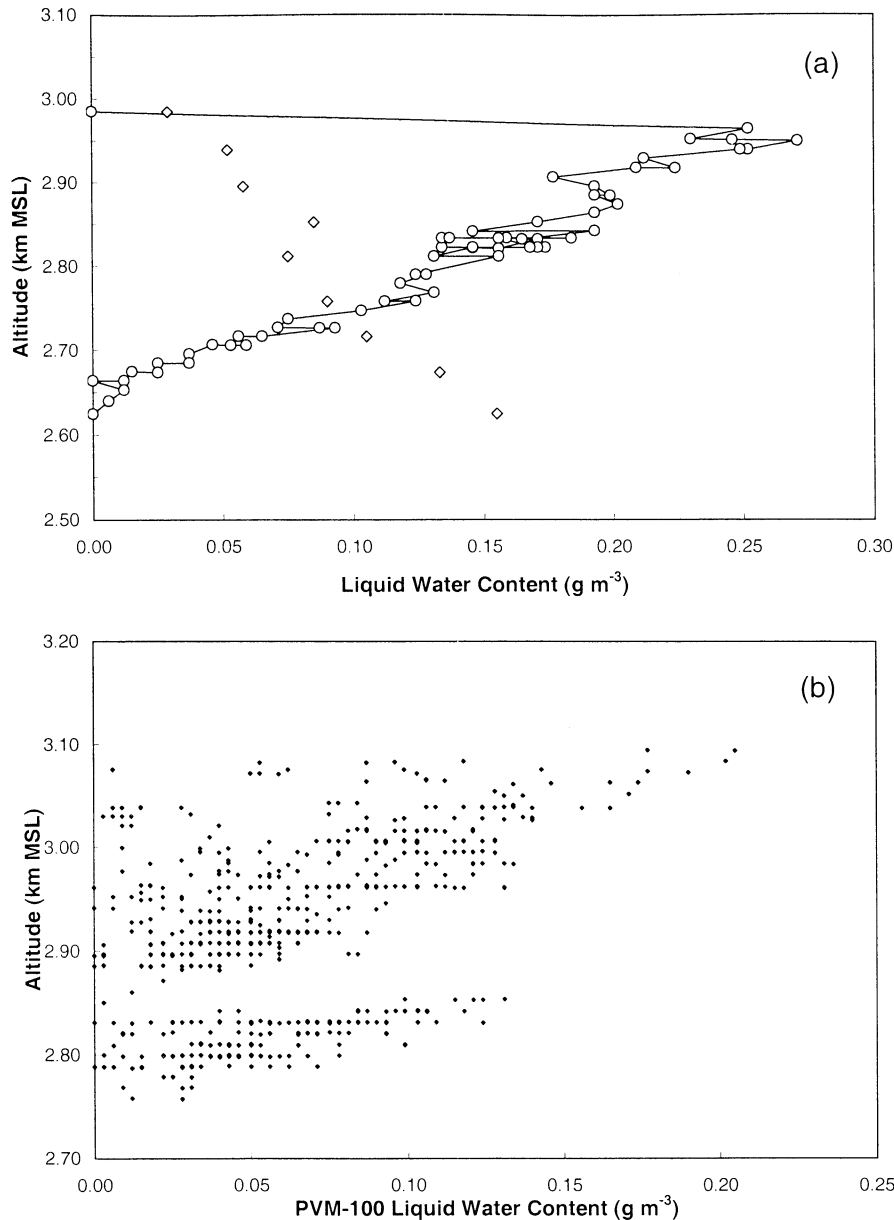 (a)
3.10
3.00
2.90
2.80
2.70
2.60
2.50
Altitude (km MSL)
0.00 0.05 0.10 0.15 0.20 0.25 0.30
Liquid Water Content (g m⁻³)
(b)
3.20
3.10
3.00
2.90
2.80
2.70
Altitude (km MSL)
0.00 0.05 0.10 0.15 0.20 0.25
PVM-100 Liquid Water Content (g m⁻³)